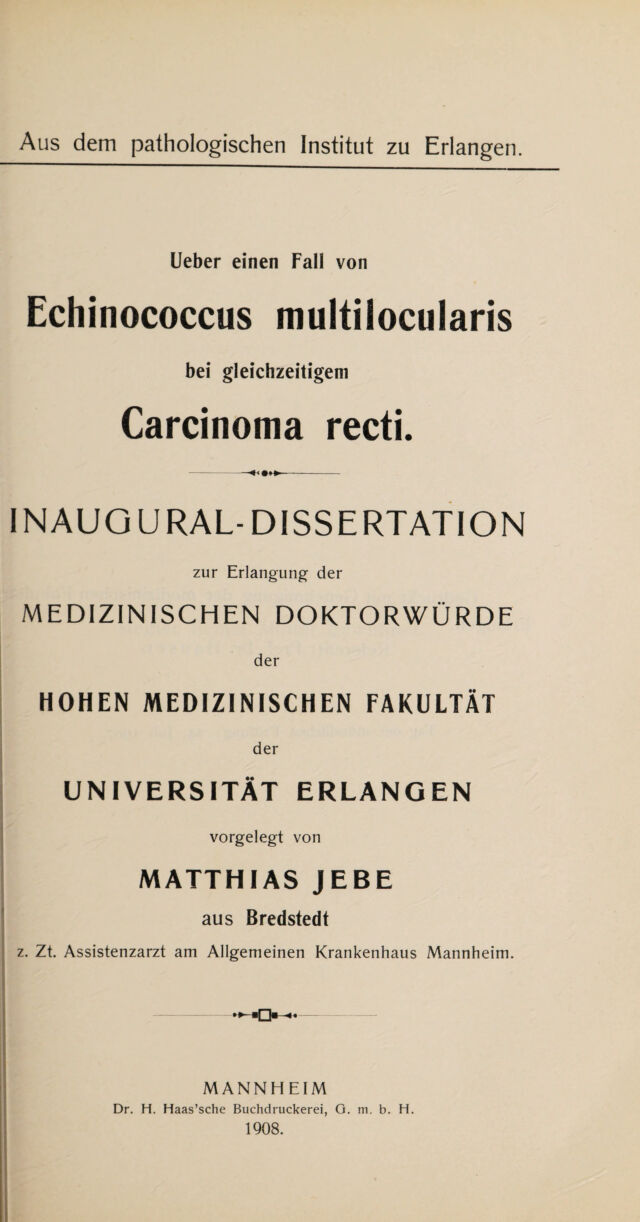 Aus dem pathologischen Institut zu Erlangen.
Ueber einen Fall von
Echinococcus multilocularis
bei gleichzeitigem
Carcinoma recti.
INAUGURAL-DISSERTATION
zur Erlangung der
MEDIZINISCHEN DOKTORWÜRDE
der
HOHEN MEDIZINISCHEN FAKULTÄT
der
UNIVERSITÄT ERLANGEN
vorgelegt von
MATTHIAS JEBE
aus Bredstedt
z. Zt. Assistenzarzt am Allgemeinen Krankenhaus Mannheim.
MANNHEIM
Dr. H. Haas'sche Buchdruckerei, G. m. b. H.
1908.